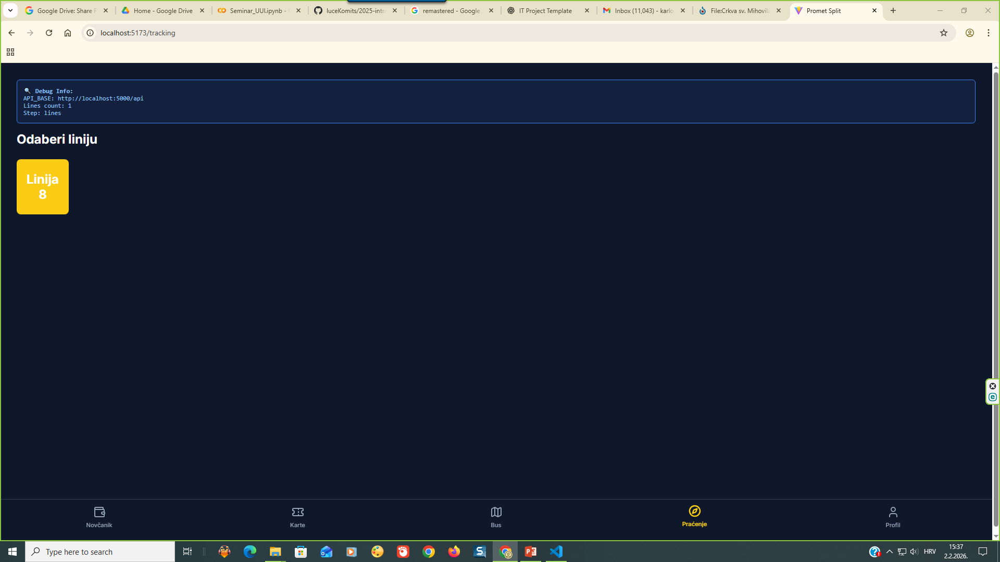 Google Drive: Share F
Home - Google Drive
Seminar_UUI.ipynb -
luceKomits/2025-intro
remastered - Google
IT Project Template
Inbox (11,043) - karlo
File:Crkva sv. Mihovila
Promet Split
localhost:5173/tracking
Debug Info:
API_BASE: http://localhost:5000/api
Lines count: 1
Step: lines
Odaberi liniju
Linija
8
Novčanik
Karte
Bus
Praćenje
Profil
Type here to search
HRV
15:37
2.2.2026.